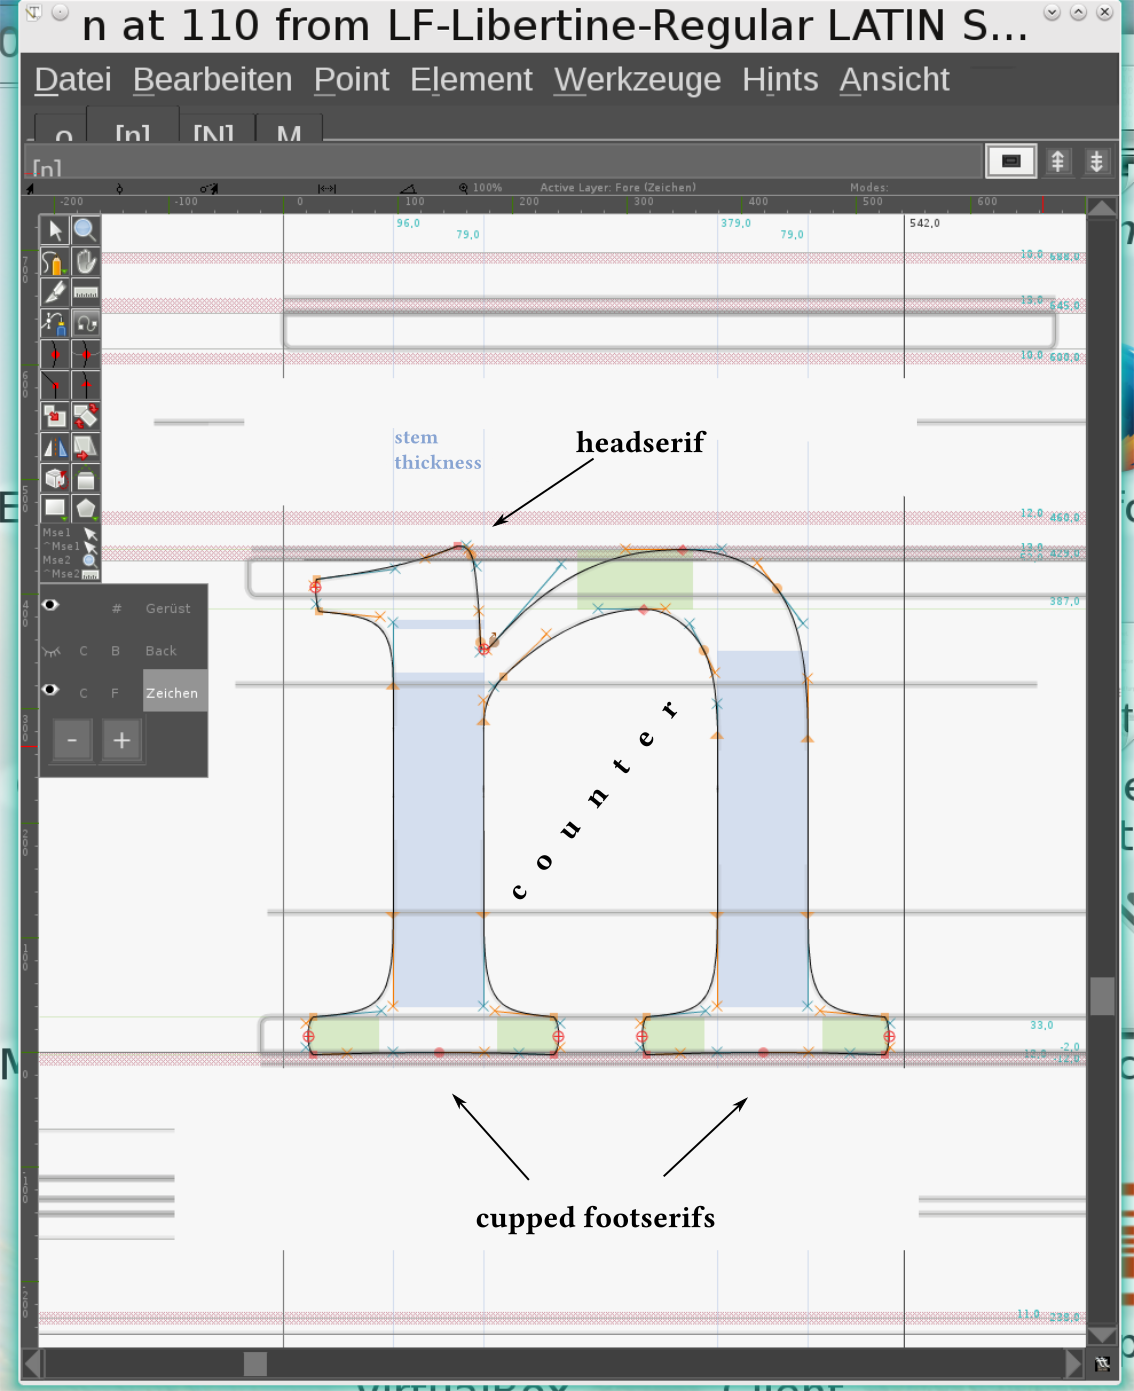 n at 110 from LF-Libertine-Regular LATIN S...
Datei Bearbeiten Point Element Werkzeuge Hints Ansicht
o [n] [N] M
[n]
100% Active Layer: Fore (Zeichen) Modes:
-200 -100 0 100 200 300 400 500 600
96,0 379,0 542,0
79,0 79,0
10,0 688,0
15,0 645,0
10,0 600,0
headserif
stem
thickness
12,0 460,0
13,0 429,0
Mse1
^Mse1
Mse2
^Mse2
387,0
# Gerüst
C B Back
C F Zeichen
- +
counter
33,0
-2,0
12,0 -12,0
cupped footserifs
11,0 238,0